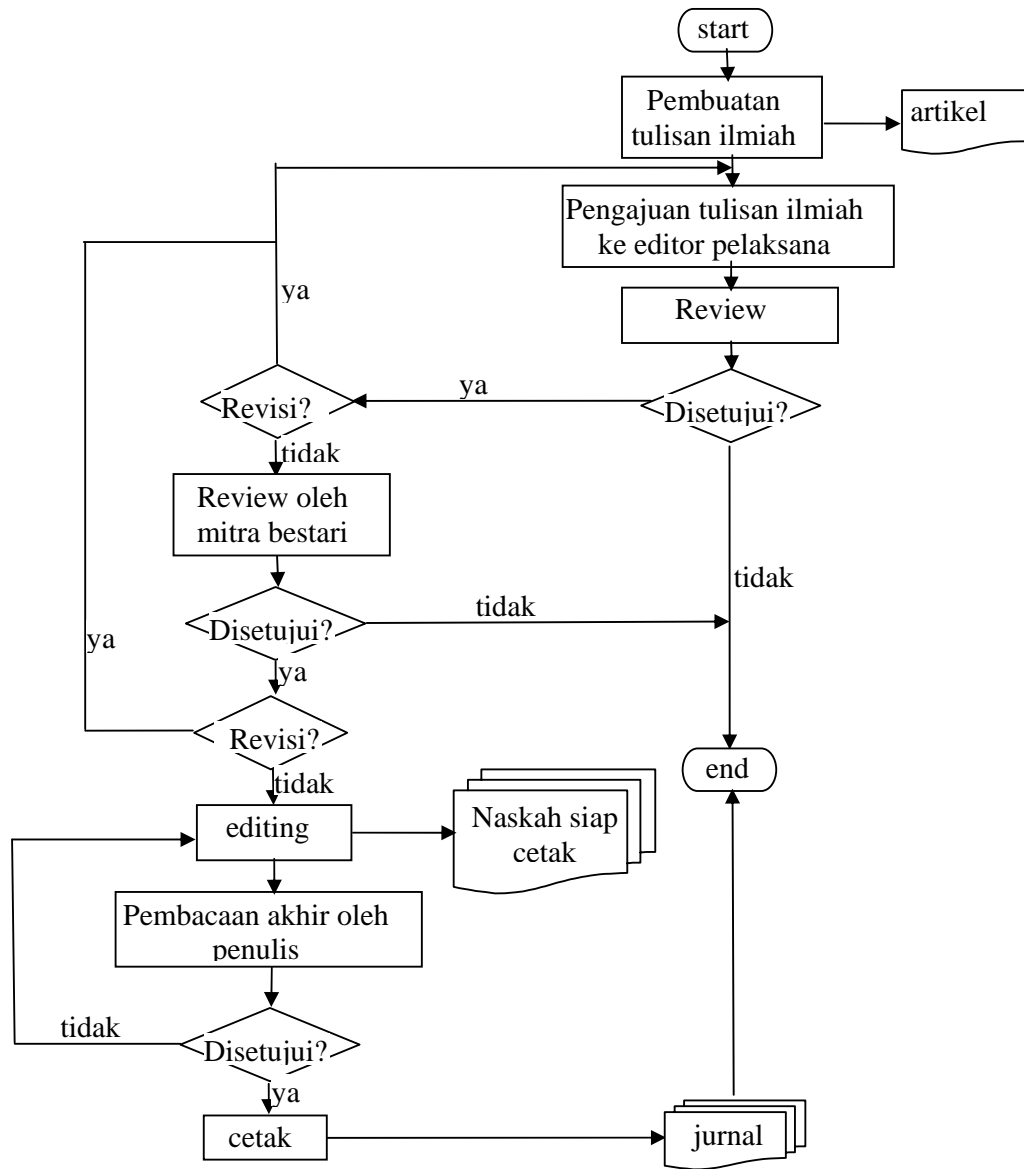 start
Pembuatan
tulisan ilmiah
artikel
Pengajuan tulisan ilmiah
ke editor pelaksana
ya
Review
ya
Revisi?
Disetujui?
tidak
Review oleh
mitra bestari
tidak
tidak
Disetujui?
ya
ya
Revisi?
end
tidak
editing
Naskah siap
cetak
Pembacaan akhir oleh
penulis
tidak
Disetujui?
ya
cetak
jurnal